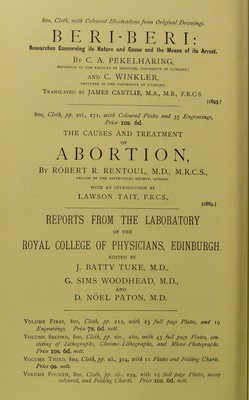 8vo, Cloth, with Coloured Illustrations from Original Drawings.
BERI-BERI:
Researches Concerning its Nature and Cause and the Means of its Arrest.
By C. A. PEKELHARING,
PROFESSOR IN THE FACULTY OF MEDICINE, UNIVERSITY OF UTRECHT;
AND C. WINKLER,
LECTURER IN THE UNIVERSITY OF UTRECHT.
TRANSLATED BY JAMES CANTLIE, M.A., M.B., F.R.C.S.
(1893.)
8vo, Cloth, pp. xvi., 271, with Coloured Plates and 35 Engravings,
Price 10s. 6d.
THE CAUSES AND TREATMENT
OF
ABORTION,
By ROBERT R. RENTOUL, M.D., M.R.C.S.,
FELLOW OF THE OBSTETRICAL SOCIETY, LONDON.
WITH AN INTRODUCTION BY
LAWSON TAIT, F.R.C.S.,
(1889.)
REPORTS FROM THE LABORATORY
OF THE
ROYAL COLLEGE OF PHYSICIANS, EDINBURGH.
EDITED BY
J. BATTY TUKE, M.D.,
G. SIMS WOODHEAD, M.D.,
AND
D. NÖEL PATON, M.D.
VOLUME FIRST, 8vo, Cloth, pp. 212, with 23 full page Plates, and 19
Engravings. Price 7s. 6d. nett.
VOLUME SECOND, 8vo, Cloth, pp. xiv., 280, with 43 full page Plates, con-
sisting of Lithographs, Chromo-Lithographs, and Micro-Photographs.
Price 10s. 6d. nett.
VOLUME THIRD, 8vo, Cloth, pp. xi., 304, with 11 Plates and Folding Charts.
Price 9s. nett.
VOLUME FOURTH, 8vo, Cloth, pp. xii., 254, with 25 full page Plates, many
coloured, and Folding Charts. Price 10s. 6d. nett.